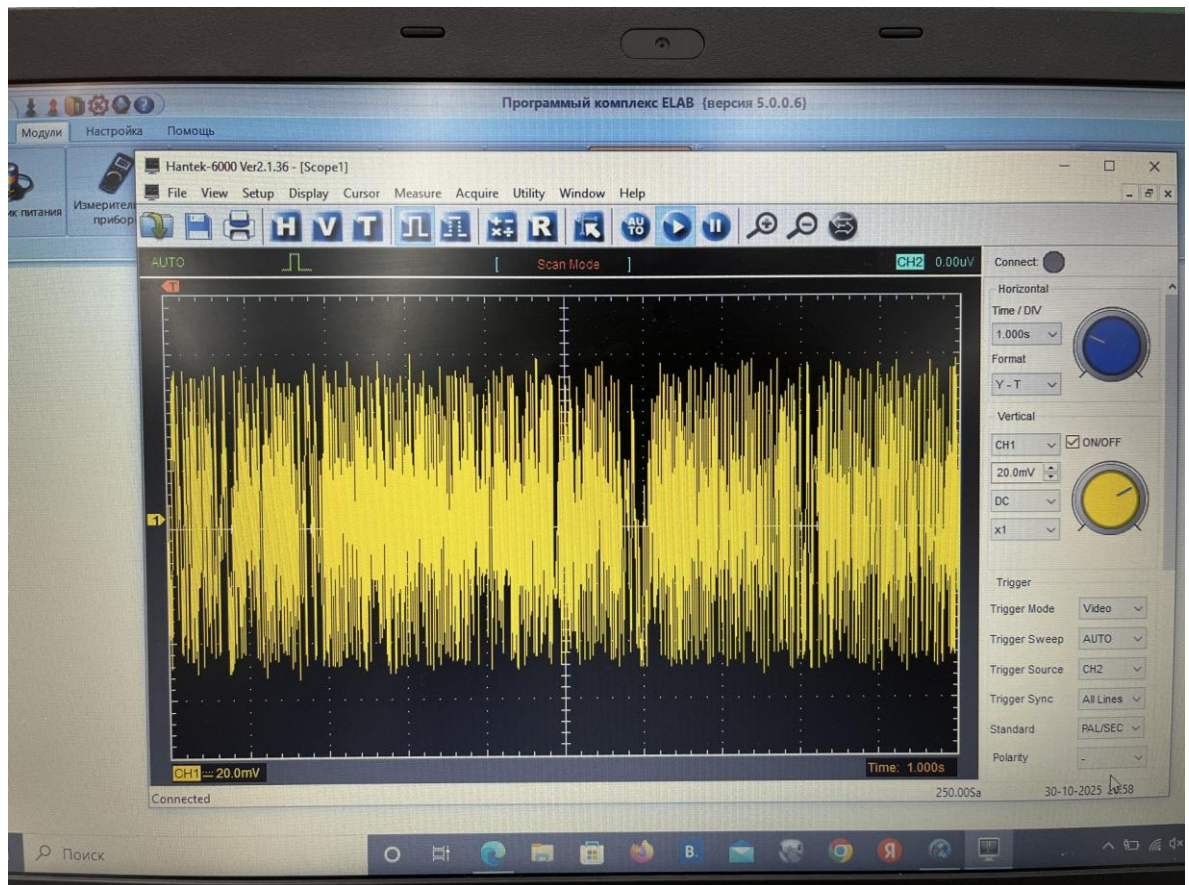 Программный комплекс ELAB {версия 5.0.0.6}
Модули Настройка Помощь
Hantek-6000 Ver2.1.36 - [Scope1]
File View Setup Display Cursor Measure Acquire Utility Window Help
питания
прибор
H V T R AUTO
AUTO [ Scan Mode ] CH2 0.00uV
T
1
CH1 20.0mV Time: 1.000s
Connected 250.00Sa 30-10-2025
Connect:
Horizontal
Time / DIV
1.000s
Format
Y - T
Vertical
CH1 ON/OFF
20.0mV
DC
x1
Trigger
Trigger Mode Video
Trigger Sweep AUTO
Trigger Source CH2
Trigger Sync All Lines
Standard PAL/SEC
Polarity -
Поиск B. Я